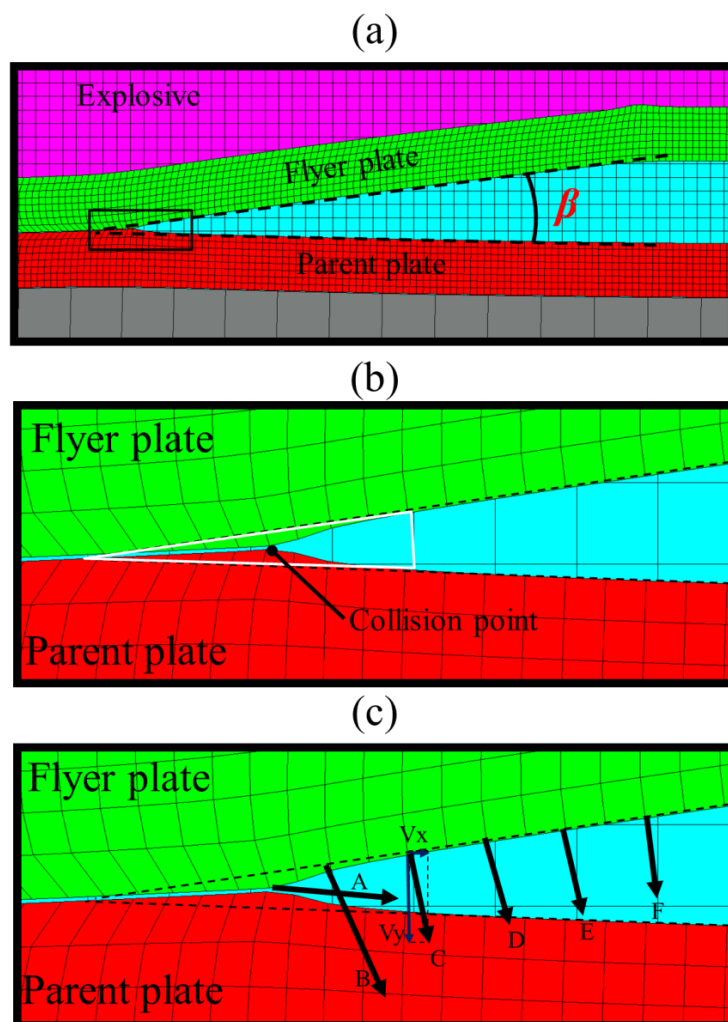 (a)
Explosive
Flyer plate
β
Parent plate
(b)
Flyer plate
Collision point
Parent plate
(c)
Flyer plate
Vx
A
Vy
C
D
E
F
B
Parent plate